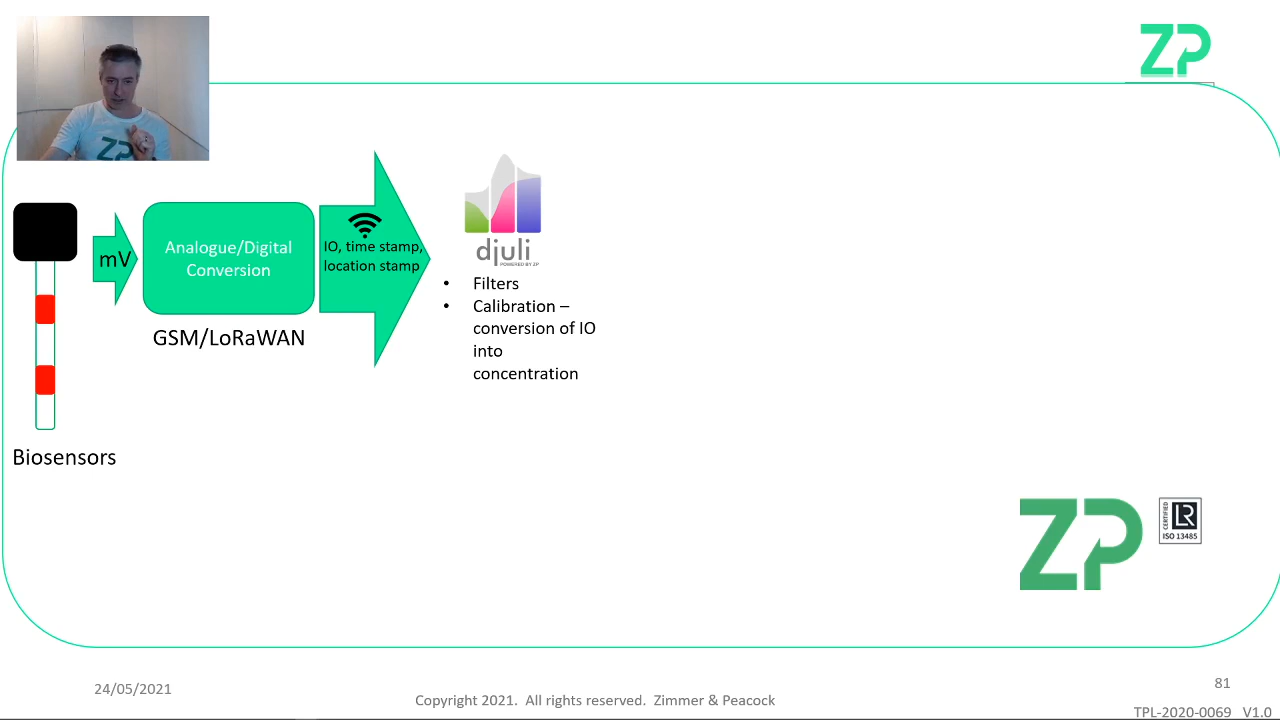 ZP
ZP
mV
Analogue/Digital
Conversion
IO, time stamp,
location stamp
GSM/LoRaWAN
Biosensors
djuli
POWERED BY ZP
• Filters
• Calibration –
conversion of IO
into
concentration
ZP
CERTIFIED
LR
ISO 13485
24/05/2021
Copyright 2021. All rights reserved. Zimmer & Peacock
81
TPL-2020-0069 V1.0